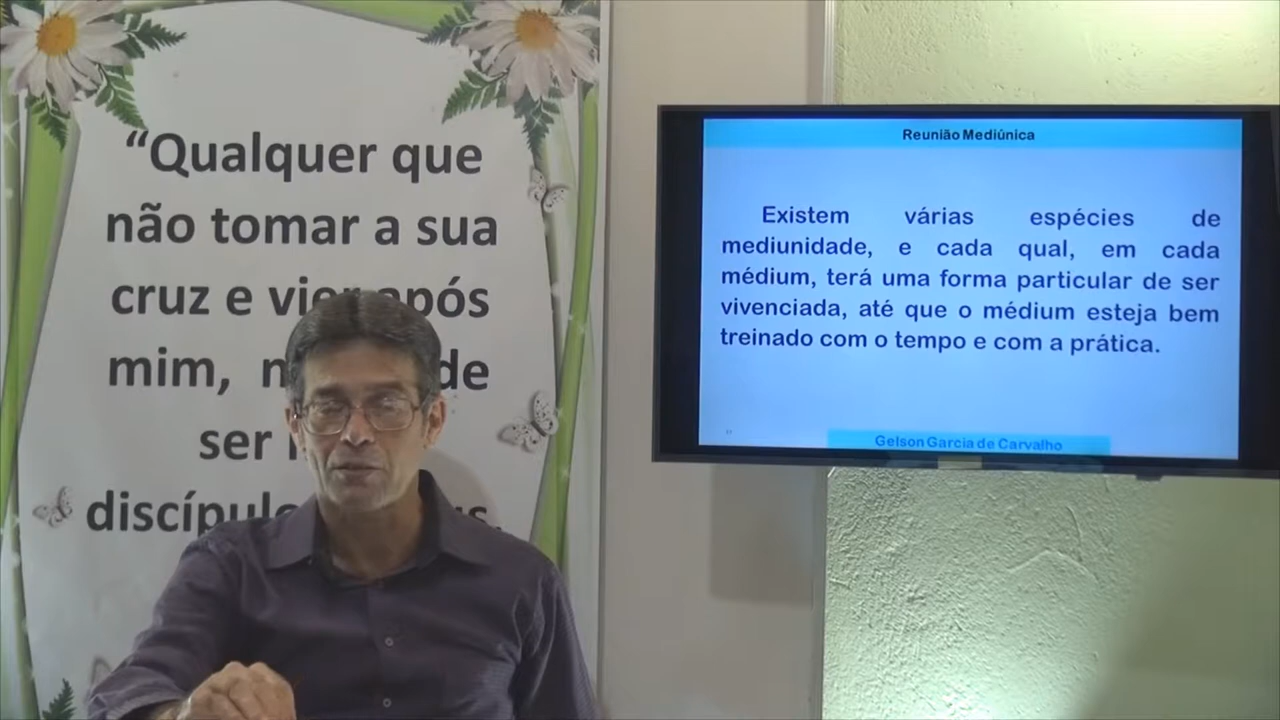 “Qualquer que
não tomar a sua
cruz e vier após
mim, de
ser
discípulo
Reunião Mediúnica
Existem várias espécies de
mediunidade, e cada qual, em cada
médium, terá uma forma particular de ser
vivenciada, até que o médium esteja bem
treinado com o tempo e com a prática.
Gelson Garcia de Carvalho